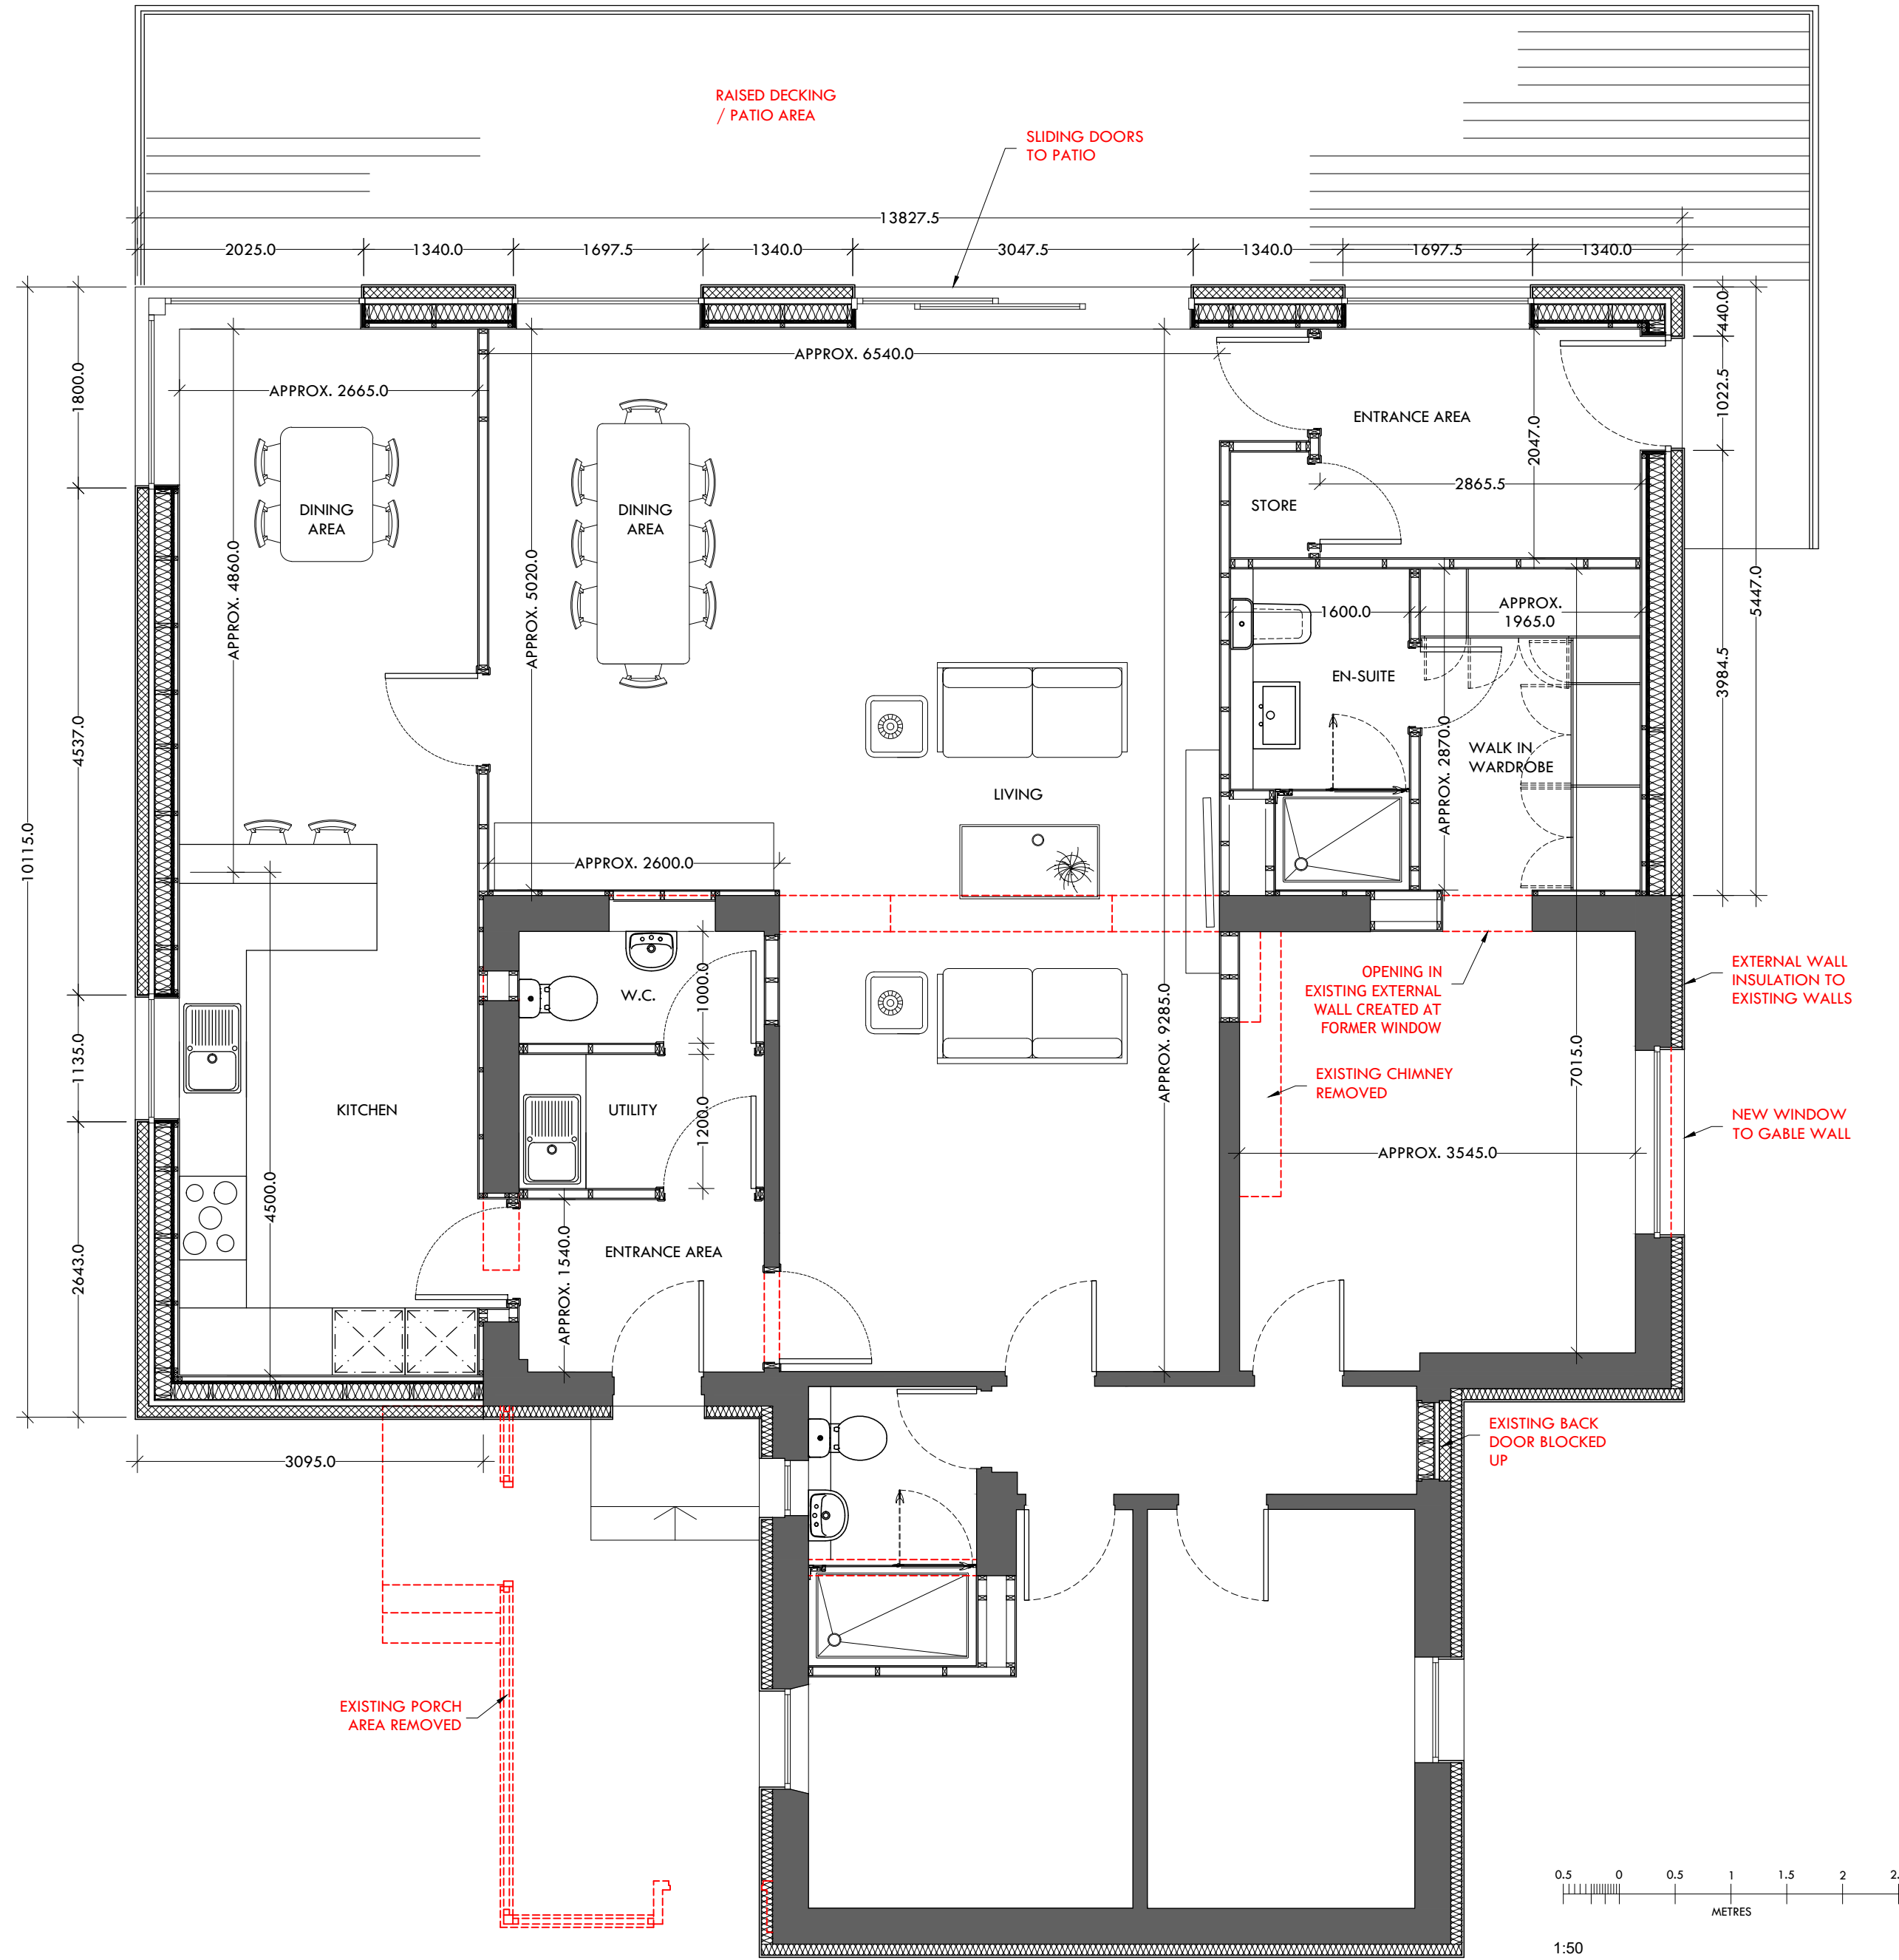 RAISED DECKING
/ PATIO AREA
SLIDING DOORS
TO PATIO
13827.5
2025.0
1340.0
1697.5
1340.0
3047.5
1340.0
1697.5
1340.0
10115.0
1800.0
4537.0
1135.0
2643.0
440.0
1022.5
3984.5
5447.0
APPROX. 6540.0
APPROX. 2665.0
ENTRANCE AREA
2047.0
2865.5
STORE
DINING
AREA
DINING
AREA
APPROX. 4860.0
APPROX. 5020.0
1600.0
APPROX.
1965.0
EN-SUITE
APPROX. 2870.0
WALK IN
WARDROBE
LIVING
APPROX. 2600.0
W.C.
1000.0
APPROX. 9285.0
OPENING IN
EXISTING EXTERNAL
WALL CREATED AT
FORMER WINDOW
EXTERNAL WALL
INSULATION TO
EXISTING WALLS
7015.0
EXISTING CHIMNEY
REMOVED
KITCHEN
UTILITY
1200.0
NEW WINDOW
TO GABLE WALL
APPROX. 3545.0
4500.0
APPROX. 1540.0
ENTRANCE AREA
EXISTING BACK
DOOR BLOCKED
UP
3095.0
EXISTING PORCH
AREA REMOVED
0.5 0 0.5 1 1.5 2 2.
METRES
1:50